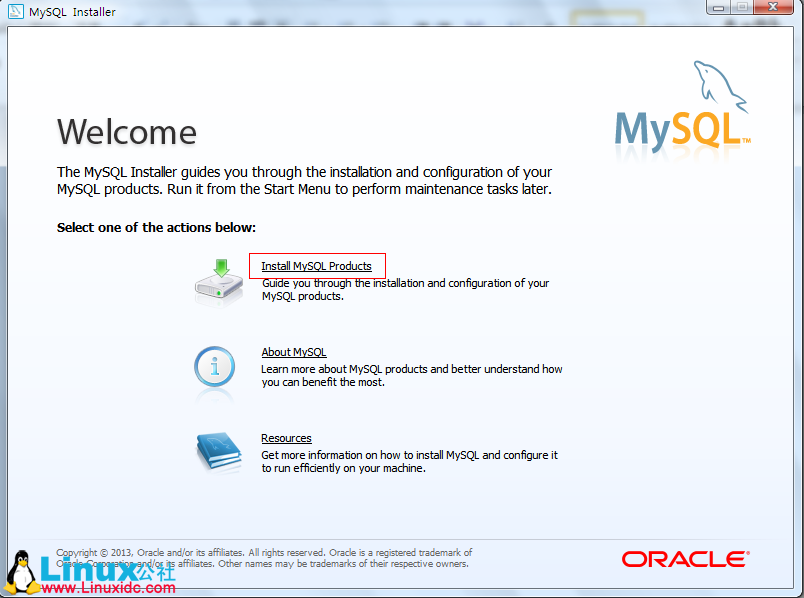 MySQL Installer
MySQL™
Welcome
The MySQL Installer guides you through the installation and configuration of your
MySQL products. Run it from the Start Menu to perform maintenance tasks later.
Select one of the actions below:
Install MySQL Products
Guide you through the installation and configuration of your
MySQL products.
About MySQL
Learn more about MySQL products and better understand how
you can benefit the most.
Resources
Get more information on how to install MySQL and configure it
to run efficiently on your machine.
Copyright © 2013, Oracle and/or its affiliates. All rights reserved. Oracle is a registered trademark of
Oracle Corporation and/or its affiliates. Other names may be trademarks of their respective owners.
ORACLE®
Linux公社
www.Linuxidc.com